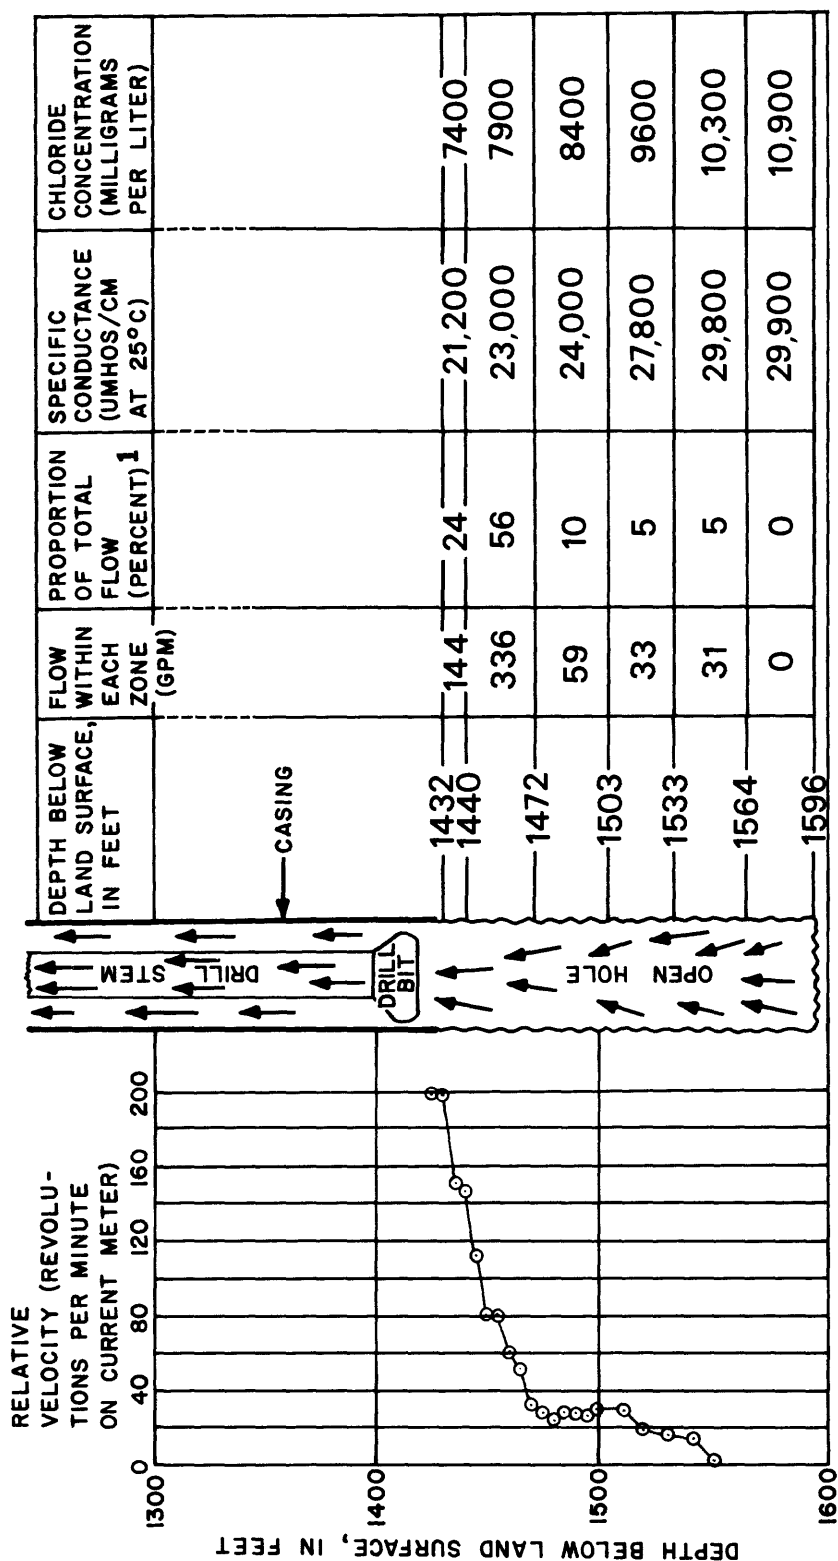 RELATIVE
VELOCITY (REVOLU-
TIONS PER MINUTE
ON CURRENT METER)
0 40 80 120 160 200
DEPTH BELOW LAND SURFACE, IN FEET
1300
1400
1500
1600
DRILL STEM
DRILL
BIT
OPEN HOLE
CASING
DEPTH BELOW
LAND SURFACE,
IN FEET
FLOW
WITHIN
EACH
ZONE
(GPM)
PROPORTION
OF TOTAL
FLOW
(PERCENT)1
SPECIFIC
CONDUCTANCE
(UMHOS/CM
AT 25°C)
CHLORIDE
CONCENTRATION
(MILLIGRAMS
PER LITER)
1432
144 24 21,200 7400
1440
336 56 23,000 7900
1472
59 10 24,000 8400
1503
33 5 27,800 9600
1533
31 5 29,800 10,300
1564
0 0 29,900 10,900
1596